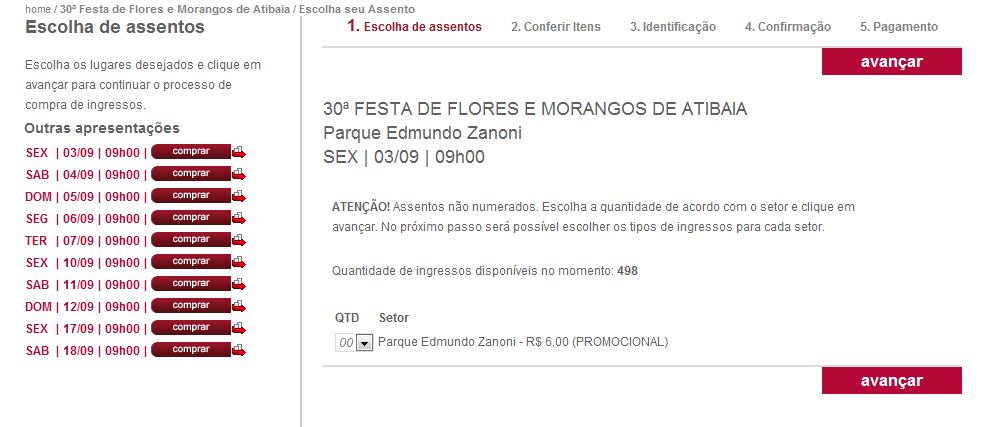 home / 30ª Festa de Flores e Morangos de Atibaia / Escolha seu Assento
Escolha de assentos
Escolha os lugares desejados e clique em
avançar para continuar o processo de
compra de ingressos.
Outras apresentações
SEX | 03/09 | 09h00 | comprar
SAB | 04/09 | 09h00 | comprar
DOM | 05/09 | 09h00 | comprar
SEG | 06/09 | 09h00 | comprar
TER | 07/09 | 09h00 | comprar
SEX | 10/09 | 09h00 | comprar
SAB | 11/09 | 09h00 | comprar
DOM | 12/09 | 09h00 | comprar
SEX | 17/09 | 09h00 | comprar
SAB | 18/09 | 09h00 | comprar
1. Escolha de assentos 2. Conferir Itens 3. Identificação 4. Confirmação 5. Pagamento
avançar
30ª FESTA DE FLORES E MORANGOS DE ATIBAIA
Parque Edmundo Zanoni
SEX | 03/09 | 09h00
ATENÇÃO! Assentos não numerados. Escolha a quantidade de acordo com o setor e clique em
avançar. No próximo passo será possível escolher os tipos de ingressos para cada setor.
Quantidade de ingressos disponíveis no momento: 498
QTD Setor
00 Parque Edmundo Zanoni - R$ 6,00 (PROMOCIONAL)
avançar